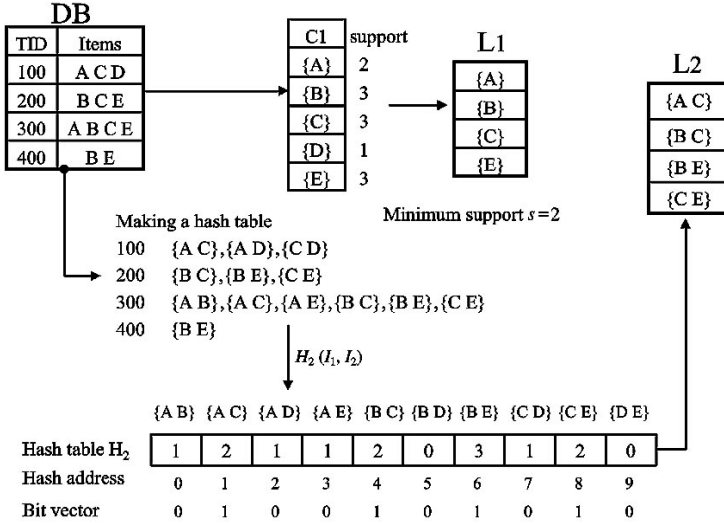 DB
TID Items
100 A C D
200 B C E
300 A B C E
400 B E
C1 support
{A} 2
{B} 3
{C} 3
{D} 1
{E} 3
L1
{A}
{B}
{C}
{E}
L2
{A C}
{B C}
{B E}
{C E}
Minimum support s=2
Making a hash table
100 {A C},{A D},{C D}
200 {B C},{B E},{C E}
300 {A B},{A C},{A E},{B C},{B E},{C E}
400 {B E}
H2 (I1, I2)
{A B} {A C} {A D} {A E} {B C} {B D} {B E} {C D} {C E} {D E}
Hash table H2 1 2 1 1 2 0 3 1 2 0
Hash address 0 1 2 3 4 5 6 7 8 9
Bit vector 0 1 0 0 1 0 1 0 1 0